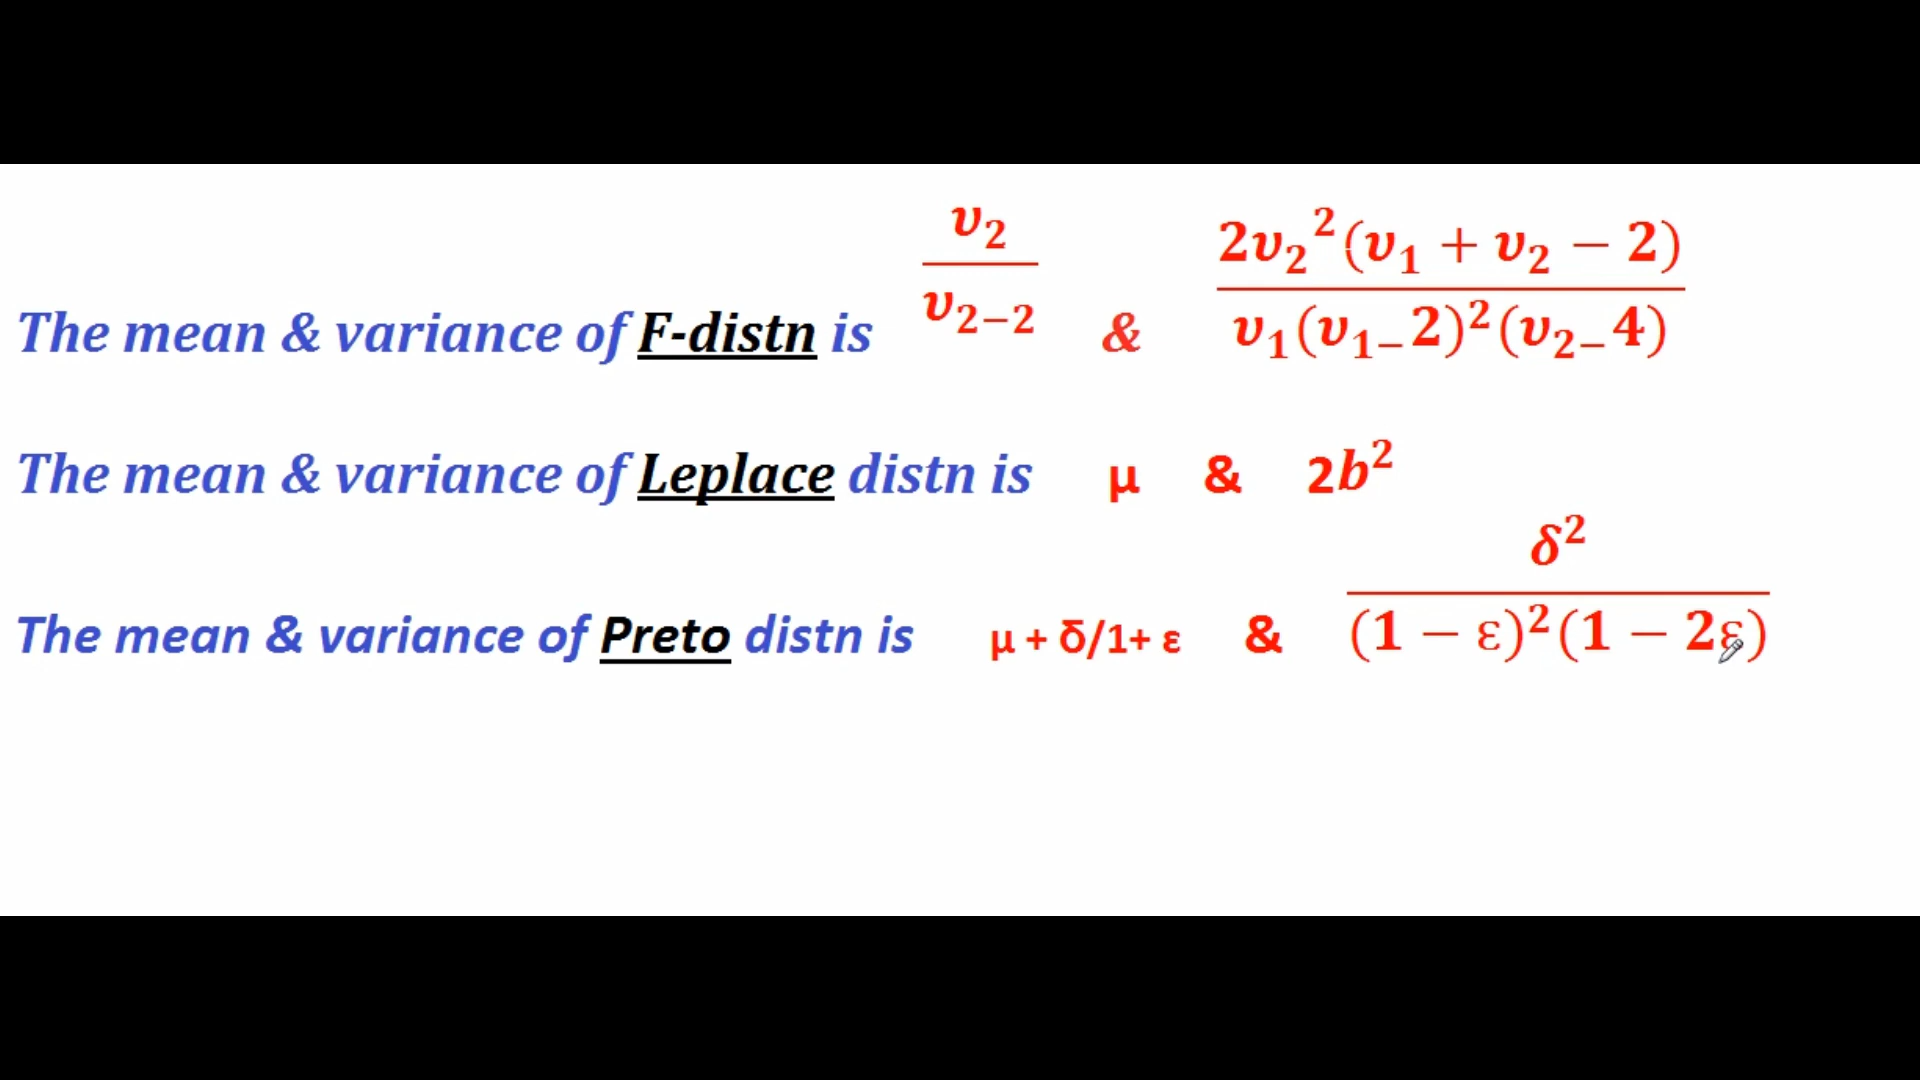 The mean & variance of F-distn is υ₂/υ₂₋₂ & 2υ₂²(υ₁ + υ₂ − 2)/υ₁(υ₁₋2)²(υ₂₋4)
The mean & variance of Leplace distn is μ & 2b²
The mean & variance of Preto distn is μ + δ/1+ ε & δ²/(1 − ε)²(1 − 2ε)